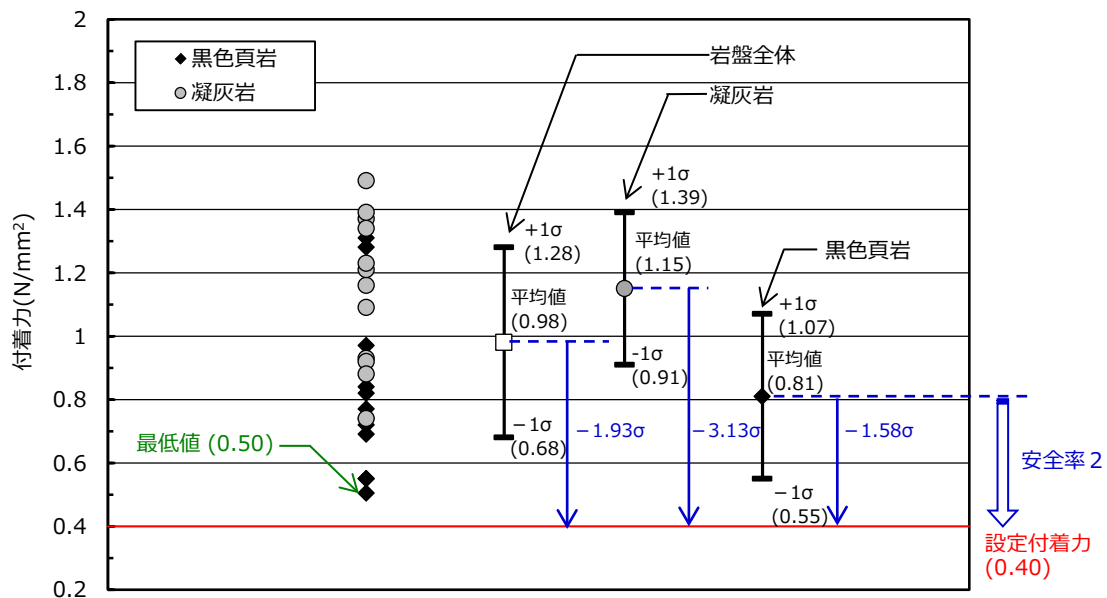 2
1.8
1.6
1.4
1.2
1
0.8
0.6
0.4
0.2
付着力(N/mm²)
黒色頁岩
凝灰岩
岩盤全体
凝灰岩
黒色頁岩
+1σ
(1.28)
平均値
(0.98)
－1σ
(0.68)
+1σ
(1.39)
平均値
(1.15)
-1σ
(0.91)
+1σ
(1.07)
平均値
(0.81)
－1σ
(0.55)
最低値 (0.50)
－1.93σ
－3.13σ
－1.58σ
安全率 2
設定付着力
(0.40)